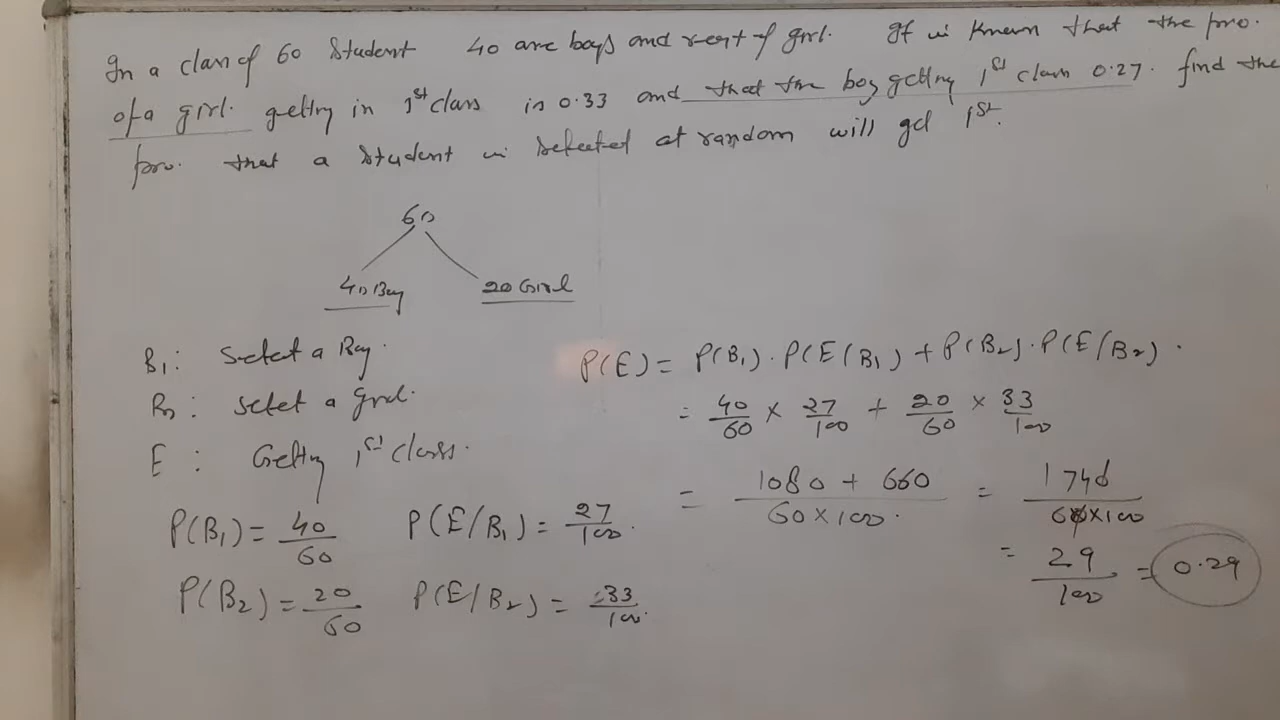 In a class of 60 student 40 are boys and rest of girl. If is known that the pro.
of a girl. getting in 1st class is 0.33 and that the boy getting 1st class 0.27. find the
pro. that a student is selected at random will get 1st.
60
40 Boy 20 Girl
B1: Select a Boy.
B2: Select a Girl.
E: Getting 1st class.
P(B1) = 40/60 P(E/B1) = 27/100.
P(B2) = 20/60 P(E/B2) = 33/100.
P(E) = P(B1). P(E/B1) + P(B2). P(E/B2).
= 40/60 × 27/100 + 20/60 × 33/100
= 1080 + 660 / 60×100. = 1740 / 60×100
= 29/100 = 0.29